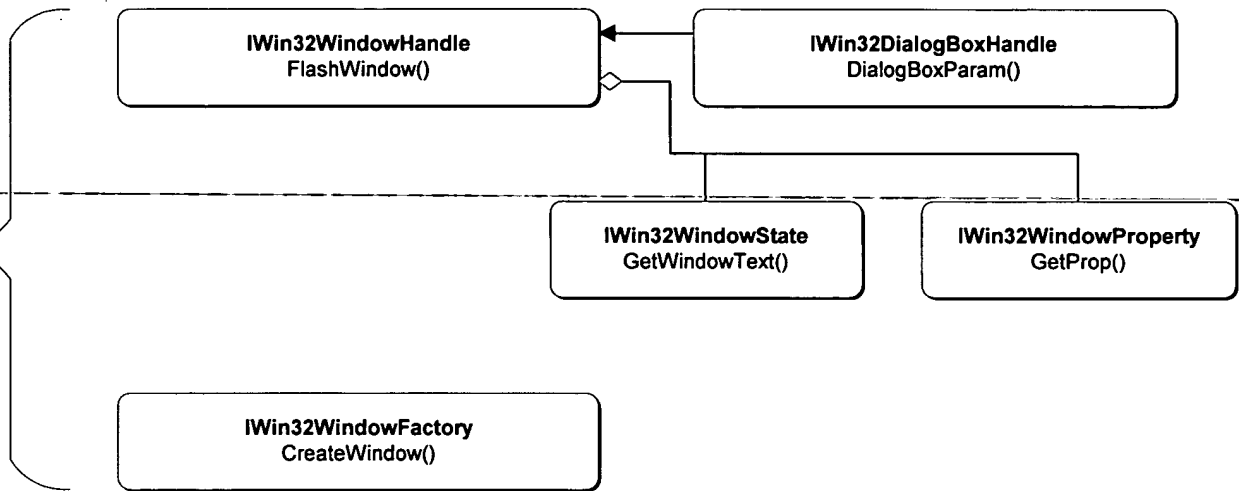 IWin32WindowHandle
FlashWindow()
IWin32DialogBoxHandle
DialogBoxParam()
IWin32WindowState
GetWindowText()
IWin32WindowProperty
GetProp()
IWin32WindowFactory
CreateWindow()